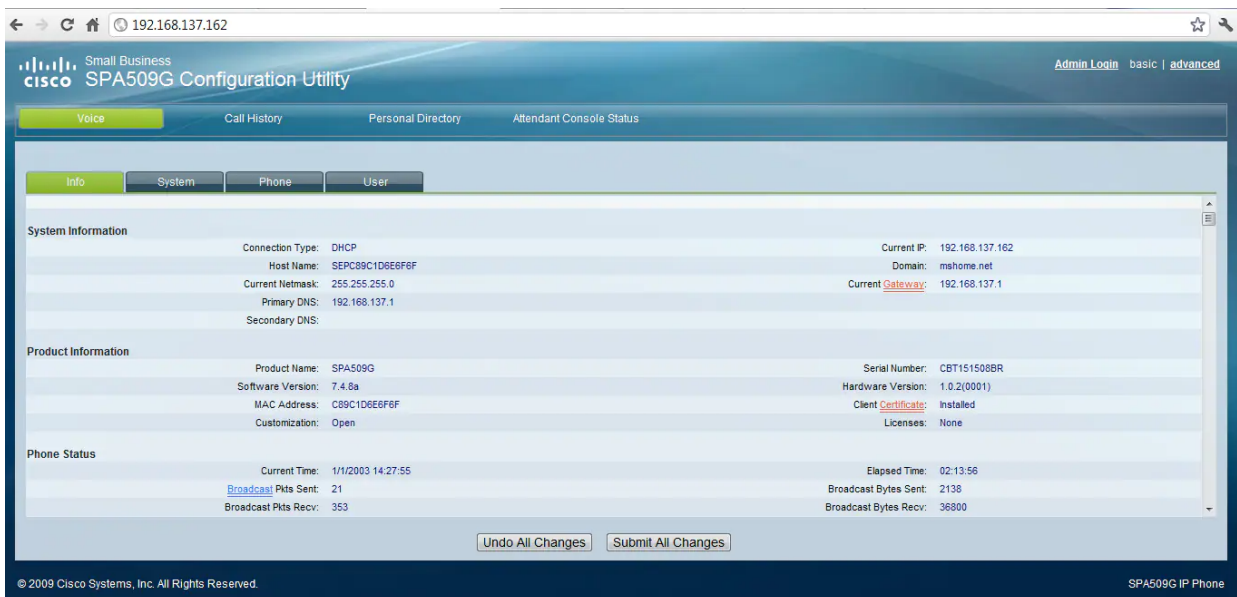 192.168.137.162
Small Business
cisco SPA509G Configuration Utility
Admin Login basic | advanced
Voice Call History Personal Directory Attendant Console Status
Info System Phone User
System Information
Connection Type: DHCP Current IP: 192.168.137.162
Host Name: SEPC89C1D6E6F6F Domain: mshome.net
Current Netmask: 255.255.255.0 Current Gateway: 192.168.137.1
Primary DNS: 192.168.137.1
Secondary DNS:
Product Information
Product Name: SPA509G Serial Number: CBT151508BR
Software Version: 7.4.8a Hardware Version: 1.0.2(0001)
MAC Address: C89C1D6E6F6F Client Certificate: Installed
Customization: Open Licenses: None
Phone Status
Current Time: 1/1/2003 14:27:55 Elapsed Time: 02:13:56
Broadcast Pkts Sent: 21 Broadcast Bytes Sent: 2138
Broadcast Pkts Recv: 353 Broadcast Bytes Recv: 36800
Undo All Changes Submit All Changes
© 2009 Cisco Systems, Inc. All Rights Reserved. SPA509G IP Phone